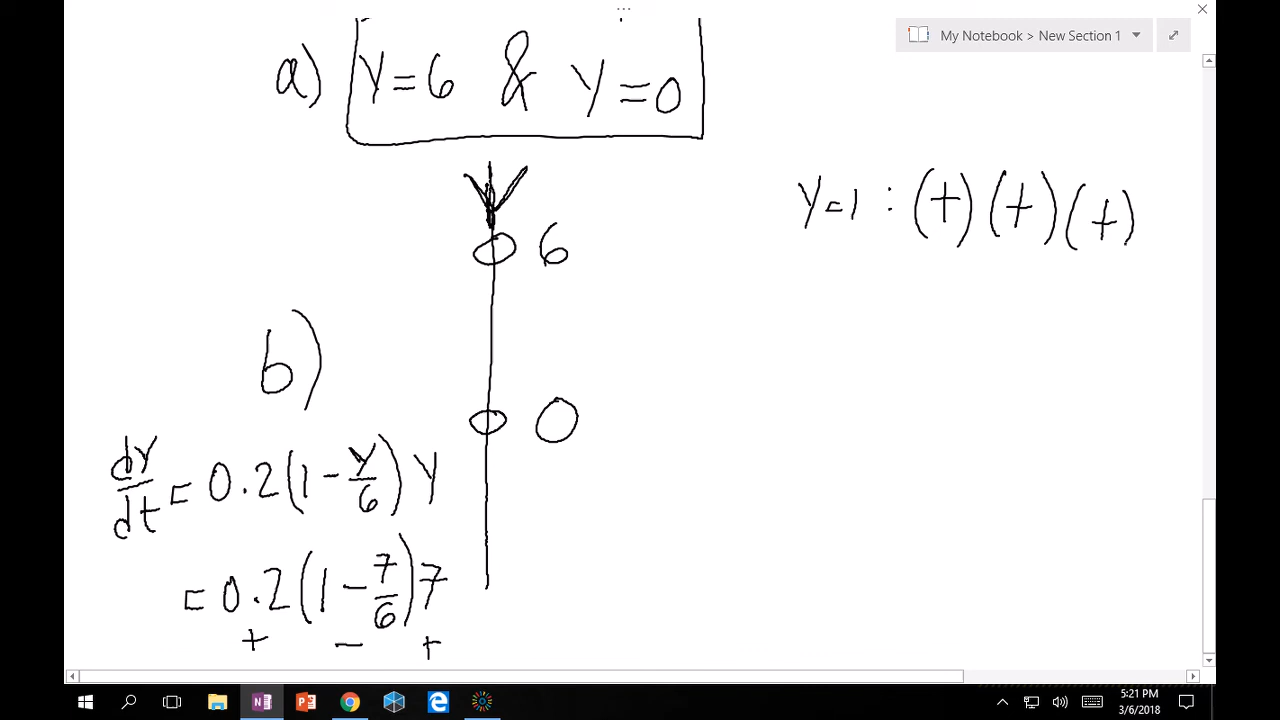 My Notebook > New Section 1
a) Y=6 & Y=0
y=1 : (+)(+)(+)
6
b)
0
dY/dt = 0.2(1-Y/6)Y
= 0.2(1-7/6)7
+ - +
5:21 PM
3/6/2018